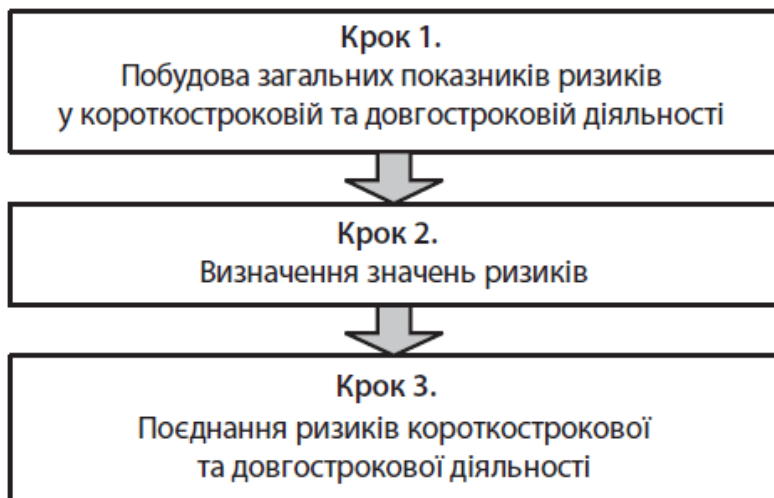 Крок 1.
Побудова загальних показників ризиків
у короткостроковій та довгостроковій діяльності
Крок 2.
Визначення значень ризиків
Крок 3.
Поєднання ризиків короткострокової
та довгострокової діяльності